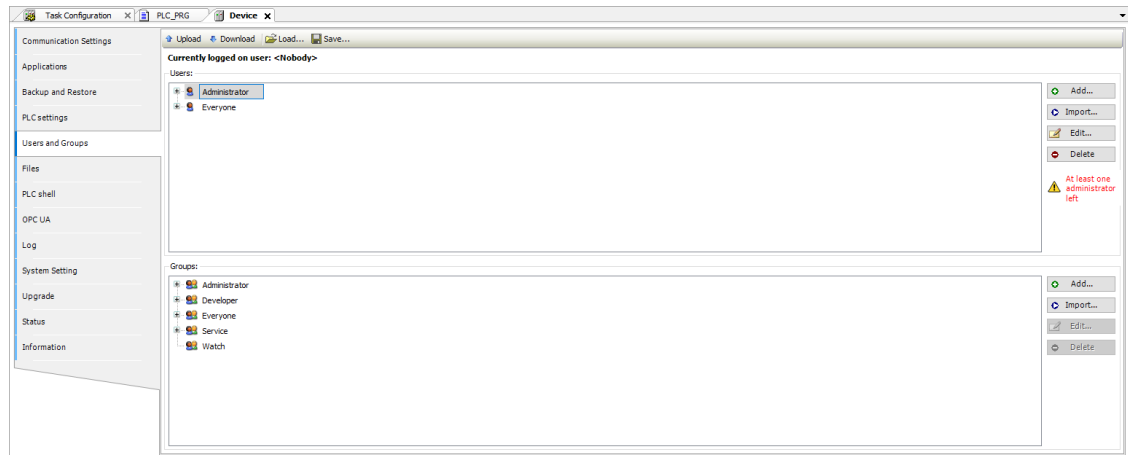 Task Configuration
PLC_PRG
Device
Communication Settings
Applications
Backup and Restore
PLC settings
Users and Groups
Files
PLC shell
OPC UA
Log
System Setting
Upgrade
Status
Information
Upload Download Load... Save...
Currently logged on user: <Nobody>
Users:
Administrator
Everyone
Add...
Import...
Edit...
Delete
At least one
administrator
left
Groups:
Administrator
Developer
Everyone
Service
Watch
Add...
Import...
Edit...
Delete